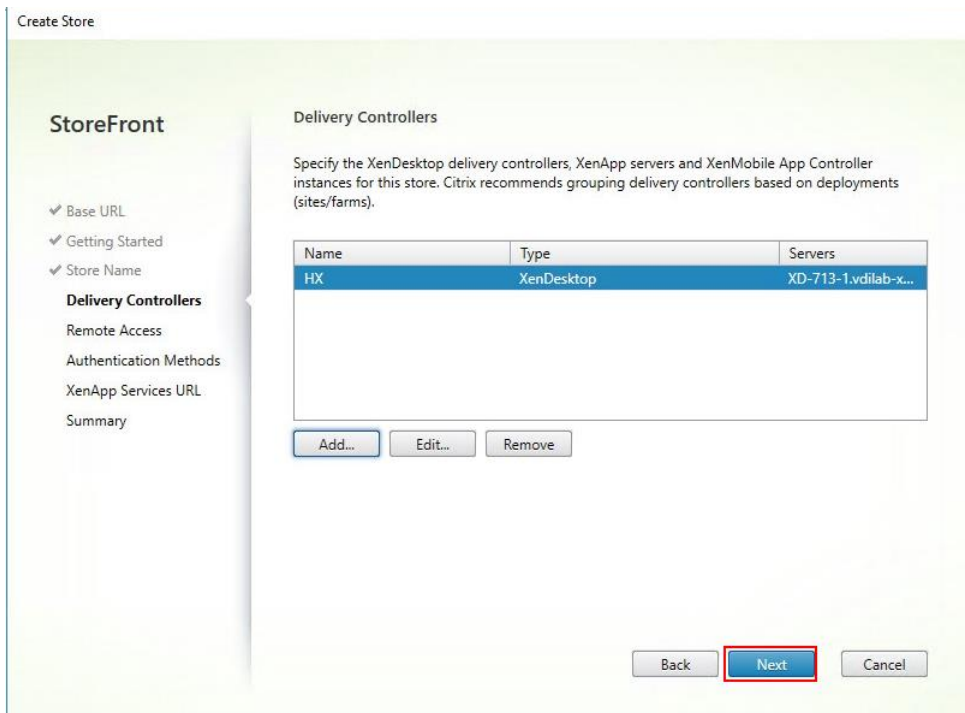 Create Store
StoreFront
Base URL
Getting Started
Store Name
Delivery Controllers
Remote Access
Authentication Methods
XenApp Services URL
Summary
Delivery Controllers
Specify the XenDesktop delivery controllers, XenApp servers and XenMobile App Controller
instances for this store. Citrix recommends grouping delivery controllers based on deployments
(sites/farms).
Name Type Servers
HX XenDesktop XD-713-1.vdilab-x...
Add... Edit... Remove
Back Next Cancel